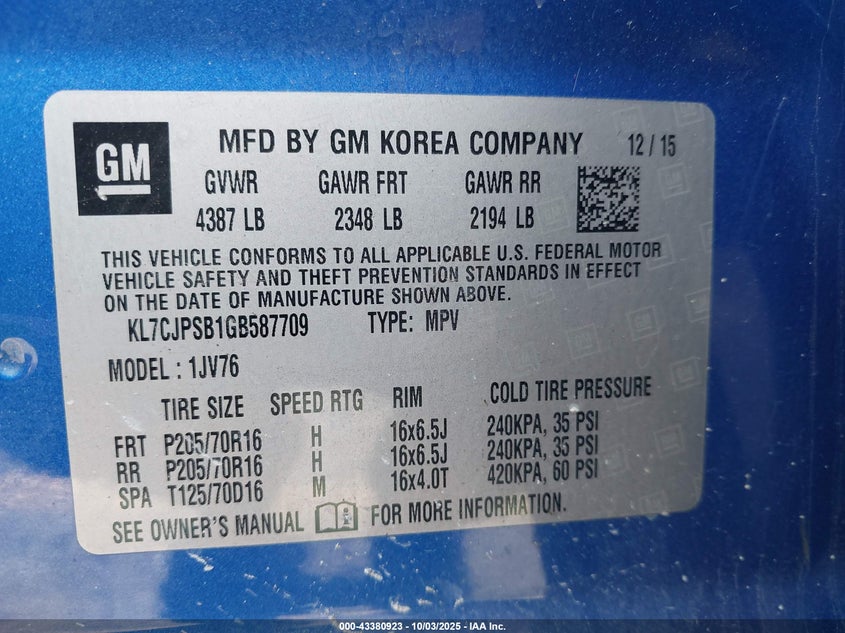 GM
MFD BY GM KOREA COMPANY 12 / 15
GVWR GAWR FRT GAWR RR
4387 LB 2348 LB 2194 LB
THIS VEHICLE CONFORMS TO ALL APPLICABLE U.S. FEDERAL MOTOR
VEHICLE SAFETY AND THEFT PREVENTION STANDARDS IN EFFECT
ON THE DATE OF MANUFACTURE SHOWN ABOVE.
KL7CJPSB1GB587709 TYPE: MPV
MODEL : 1JV76
TIRE SIZE SPEED RTG RIM COLD TIRE PRESSURE
FRT P205/70R16 H 16x6.5J 240KPA, 35 PSI
RR P205/70R16 H 16x6.5J 240KPA, 35 PSI
SPA T125/70D16 M 16x4.0T 420KPA, 60 PSI
SEE OWNER'S MANUAL FOR MORE INFORMATION.
000-43380923 - 10/03/2025 - IAA Inc.